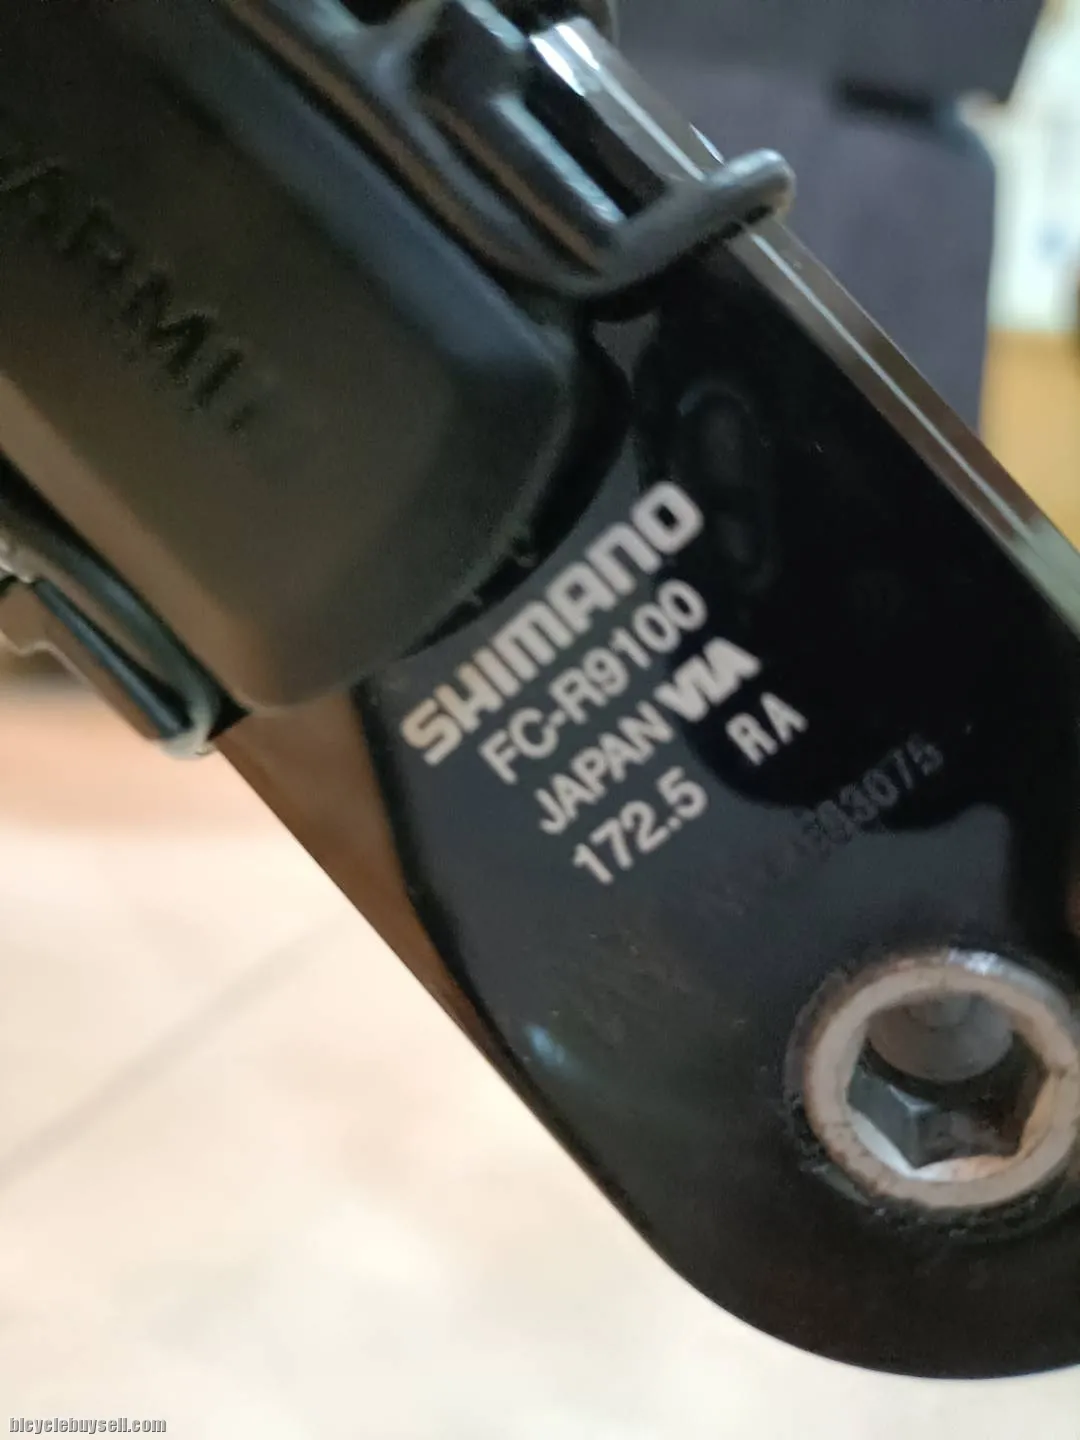 SHIMANO
FC-R9100
JAPAN VIA
172.5 RA
bicyclebuysell.com